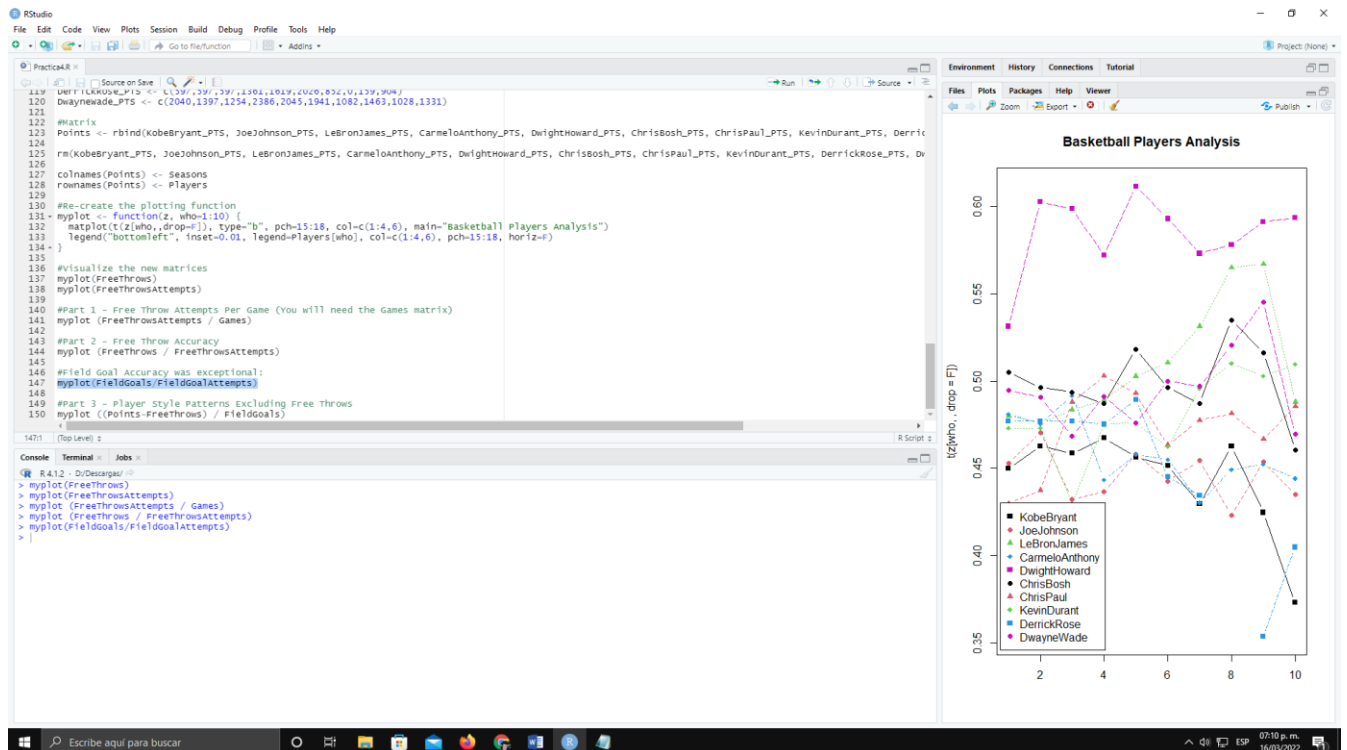 RStudio
File Edit Code View Plots Session Build Debug Profile Tools Help
Go to file/function
Addins
Project: (None)
Practica4.R
Source on Save
Run
Source
119 DerrickRose_PTS <- c(597,597,597,1361,1619,2026,852,0,159,904)
120 DwayneWade_PTS <- c(2040,1397,1254,2386,2045,1941,1082,1463,1028,1331)
121
122 #Matrix
123 Points <- rbind(KobeBryant_PTS, JoeJohnson_PTS, LeBronJames_PTS, CarmeloAnthony_PTS, DwightHoward_PTS, ChrisBosh_PTS, ChrisPaul_PTS, KevinDurant_PTS, Derric
124
125 rm(KobeBryant_PTS, JoeJohnson_PTS, LeBronJames_PTS, CarmeloAnthony_PTS, DwightHoward_PTS, ChrisBosh_PTS, ChrisPaul_PTS, KevinDurant_PTS, DerrickRose_PTS, Dw
126
127 colnames(Points) <- Seasons
128 rownames(Points) <- Players
129
130 #Re-create the plotting function
131 myplot <- function(z, who=1:10) {
132 matplot(t(z[who,,drop=F]), type="b", pch=15:18, col=c(1:4,6), main="Basketball Players Analysis")
133 legend("bottomleft", inset=0.01, legend=Players[who], col=c(1:4,6), pch=15:18, horiz=F)
134 }
135
136 #Visualize the new matrices
137 myplot(FreeThrows)
138 myplot(FreeThrowsAttempts)
139
140 #Part 1 - Free Throw Attempts Per Game (You will need the Games matrix)
141 myplot (FreeThrowsAttempts / Games)
142
143 #Part 2 - Free Throw Accuracy
144 myplot (FreeThrows / FreeThrowsAttempts)
145
146 #Field Goal Accuracy was exceptional:
147 myplot(FieldGoals/FieldGoalAttempts)
148
149 #Part 3 - Player Style Patterns Excluding Free Throws
150 myplot ((Points-FreeThrows) / FieldGoals)
147:1 (Top Level) R Script
Console Terminal Jobs
R 4.1.2 · D:/Descargas/
> myplot(FreeThrows)
> myplot(FreeThrowsAttempts)
> myplot (FreeThrowsAttempts / Games)
> myplot (FreeThrows / FreeThrowsAttempts)
> myplot(FieldGoals/FieldGoalAttempts)
>
Environment History Connections Tutorial
Files Plots Packages Help Viewer
Zoom Export Publish
Basketball Players Analysis
t(z[who, , drop = F])
0.60
0.55
0.50
0.45
0.40
0.35
KobeBryant
JoeJohnson
LeBronJames
CarmeloAnthony
DwightHoward
ChrisBosh
ChrisPaul
KevinDurant
DerrickRose
DwayneWade
2 4 6 8 10
Escribe aquí para buscar
ESP
07:10 p. m.
16/03/2022